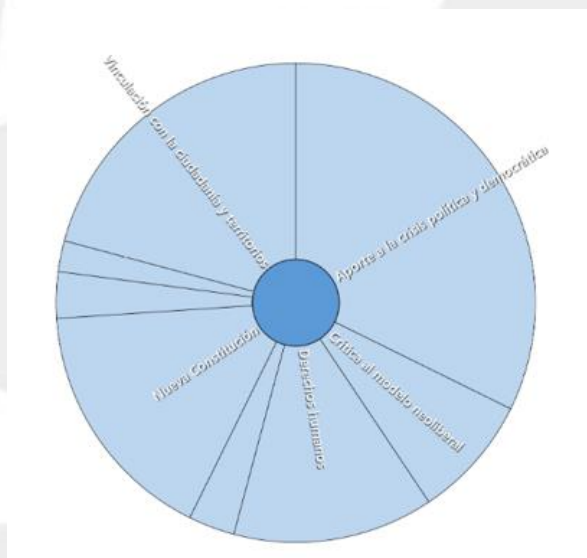 Vinculación con la ciudadanía y territorios
Aporte a la crisis política y democrática
Crítica al modelo neoliberal
Derechos humanos
Nueva Constitución